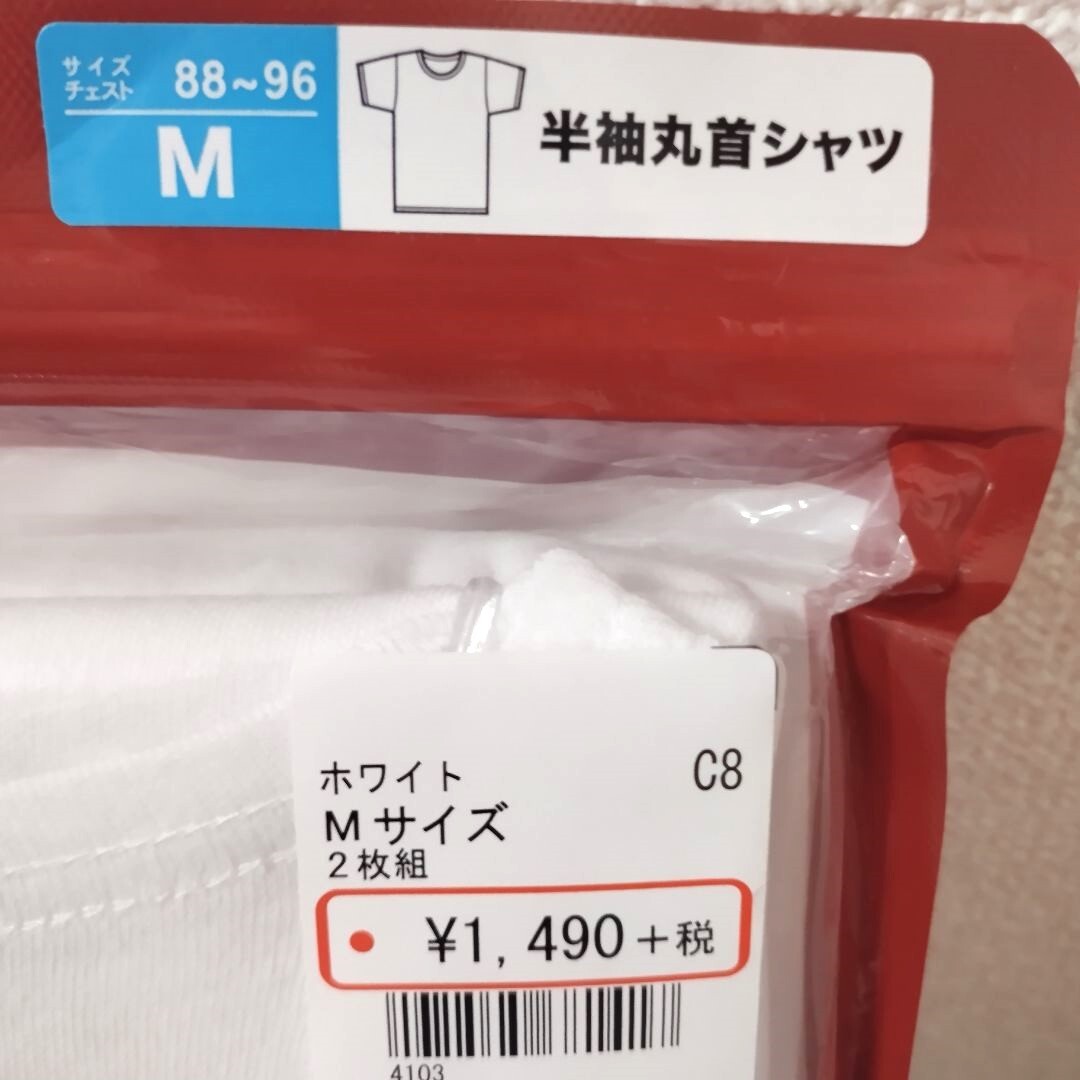 サイズ
チェスト 88~96
M
半袖丸首シャツ
ホワイト C8
Mサイズ
2枚組
¥1,490+税
4103